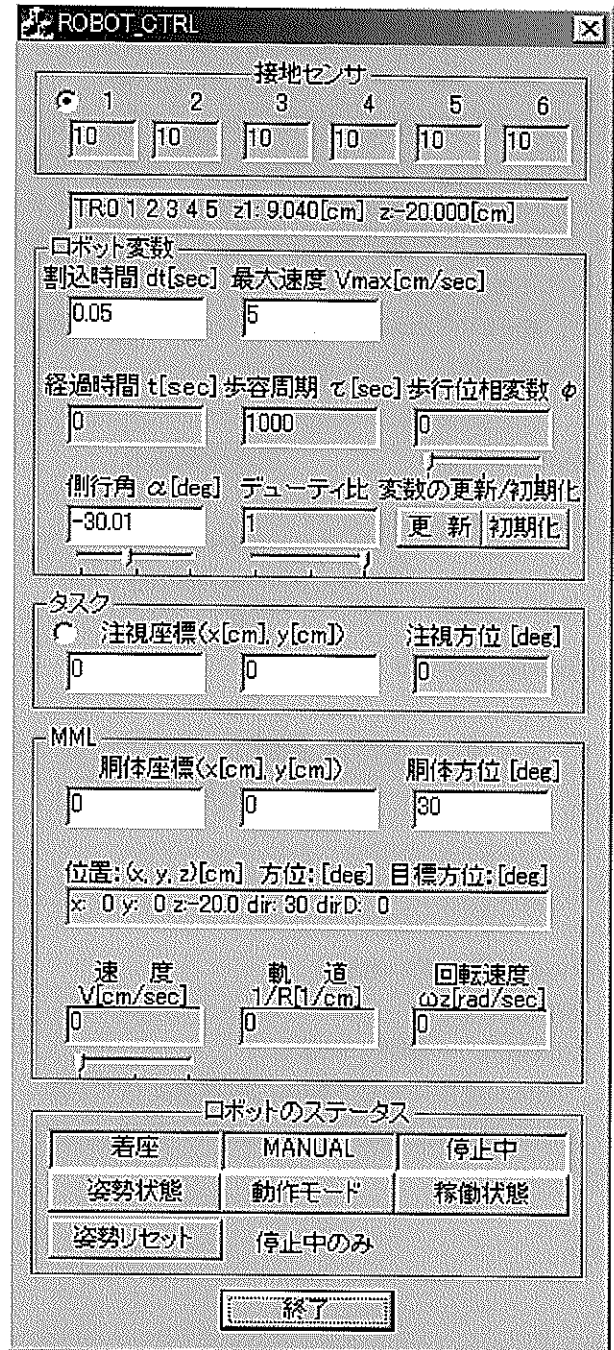 ROBOT_CTRL
接地センサ
1 2 3 4 5 6
10 10 10 10 10 10
TR:0 1 2 3 4 5 z1: 9.040[cm] z:-20.000[cm]
ロボット変数
割込時間 dt[sec] 最大速度 Vmax[cm/sec]
0.05 5
経過時間 t[sec] 歩容周期 τ[sec] 歩行位相変数 φ
0 1000 0
側行角 α[deg] デューティ比 変数の更新/初期化
-30.01 1 更 新 初期化
タスク
注視座標(x[cm], y[cm]) 注視方位 [deg]
0 0 0
MML
胴体座標(x[cm], y[cm]) 胴体方位 [deg]
0 0 30
位置:(x, y, z)[cm] 方位:[deg] 目標方位:[deg]
x: 0 y: 0 z:-20.0 dir: 30 dirD: 0
速 度 軌 道 回転速度
V[cm/sec] 1/R[1/cm] ωz[rad/sec]
0 0 0
ロボットのステータス
着座 MANUAL 停止中
姿勢状態 動作モード 稼働状態
姿勢リセット 停止中のみ
終了